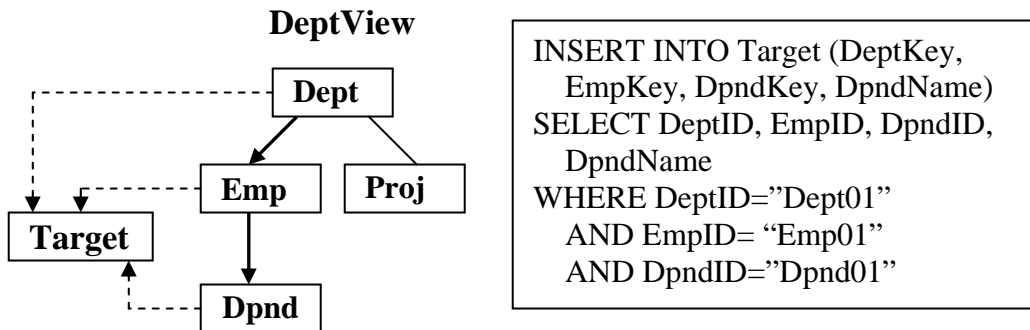 DeptView
Dept
Emp
Proj
Target
Dpnd
INSERT INTO Target (DeptKey,
EmpKey, DpndKey, DpndName)
SELECT DeptID, EmpID, DpndID,
DpndName
WHERE DeptID=”Dept01”
AND EmpID= “Emp01”
AND DpndID=”Dpnd01”